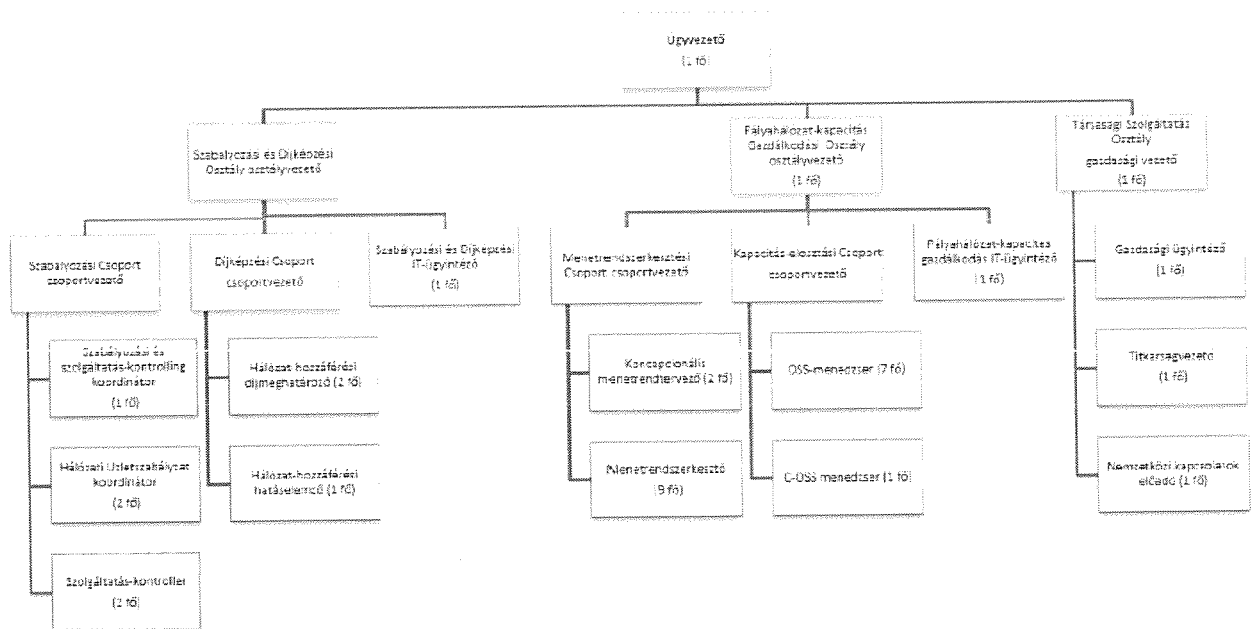 Ügyvezető
(1 fő)
Szabályozási és Díjképzési
Osztály osztályvezető
Pályahálózat-kapacitás
Gazdálkodási Osztály
osztályvezető
(1 fő)
Társasági Szolgáltatás
Osztály
gazdasági vezető
(1 fő)
Szabályozási Csoport
csoportvezető
Díjképzési Csoport
csoportvezető
Szabályozási és Díjképzési
IT-ügyintéző
(1 fő)
Menetrendszerkesztési
Csoport csoportvezető
Kapacitás-elosztási Csoport
csoportvezető
Pályahálózat-kapacitás
gazdálkodás IT-ügyintéző
(1 fő)
Gazdasági ügyintéző
(1 fő)
Szabályozási és
szolgáltatás-kontrolling
koordinátor
(1 fő)
Hálózat-hozzáférési
díjmeghatározó (2 fő)
Koncepcionális
menetrendtervező (2 fő)
OSS-menedzser (7 fő)
Titkárságvezető
(1 fő)
Hálózati Üzletszabályzat
koordinátor
(2 fő)
Hálózat-hozzáférési
hatáselemző (1 fő)
Menetrendszerkesztő
(9 fő)
C-OSS menedzser (1 fő)
Nemzetközi kapcsolatok
előadó (1 fő)
Szolgáltatás-kontroller
(2 fő)